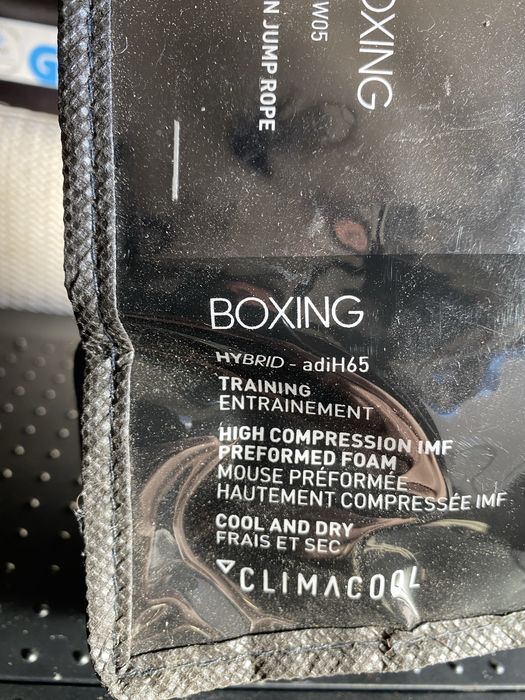 BOXING
W05
N JUMP ROPE
BOXING
HYBRID - adiH65
TRAINING
ENTRAINEMENT
HIGH COMPRESSION IMF
PREFORMED FOAM
MOUSE PRÉFORMÉE
HAUTEMENT COMPRESSÉE IMF
COOL AND DRY
FRAIS ET SEC
CLIMACOOL